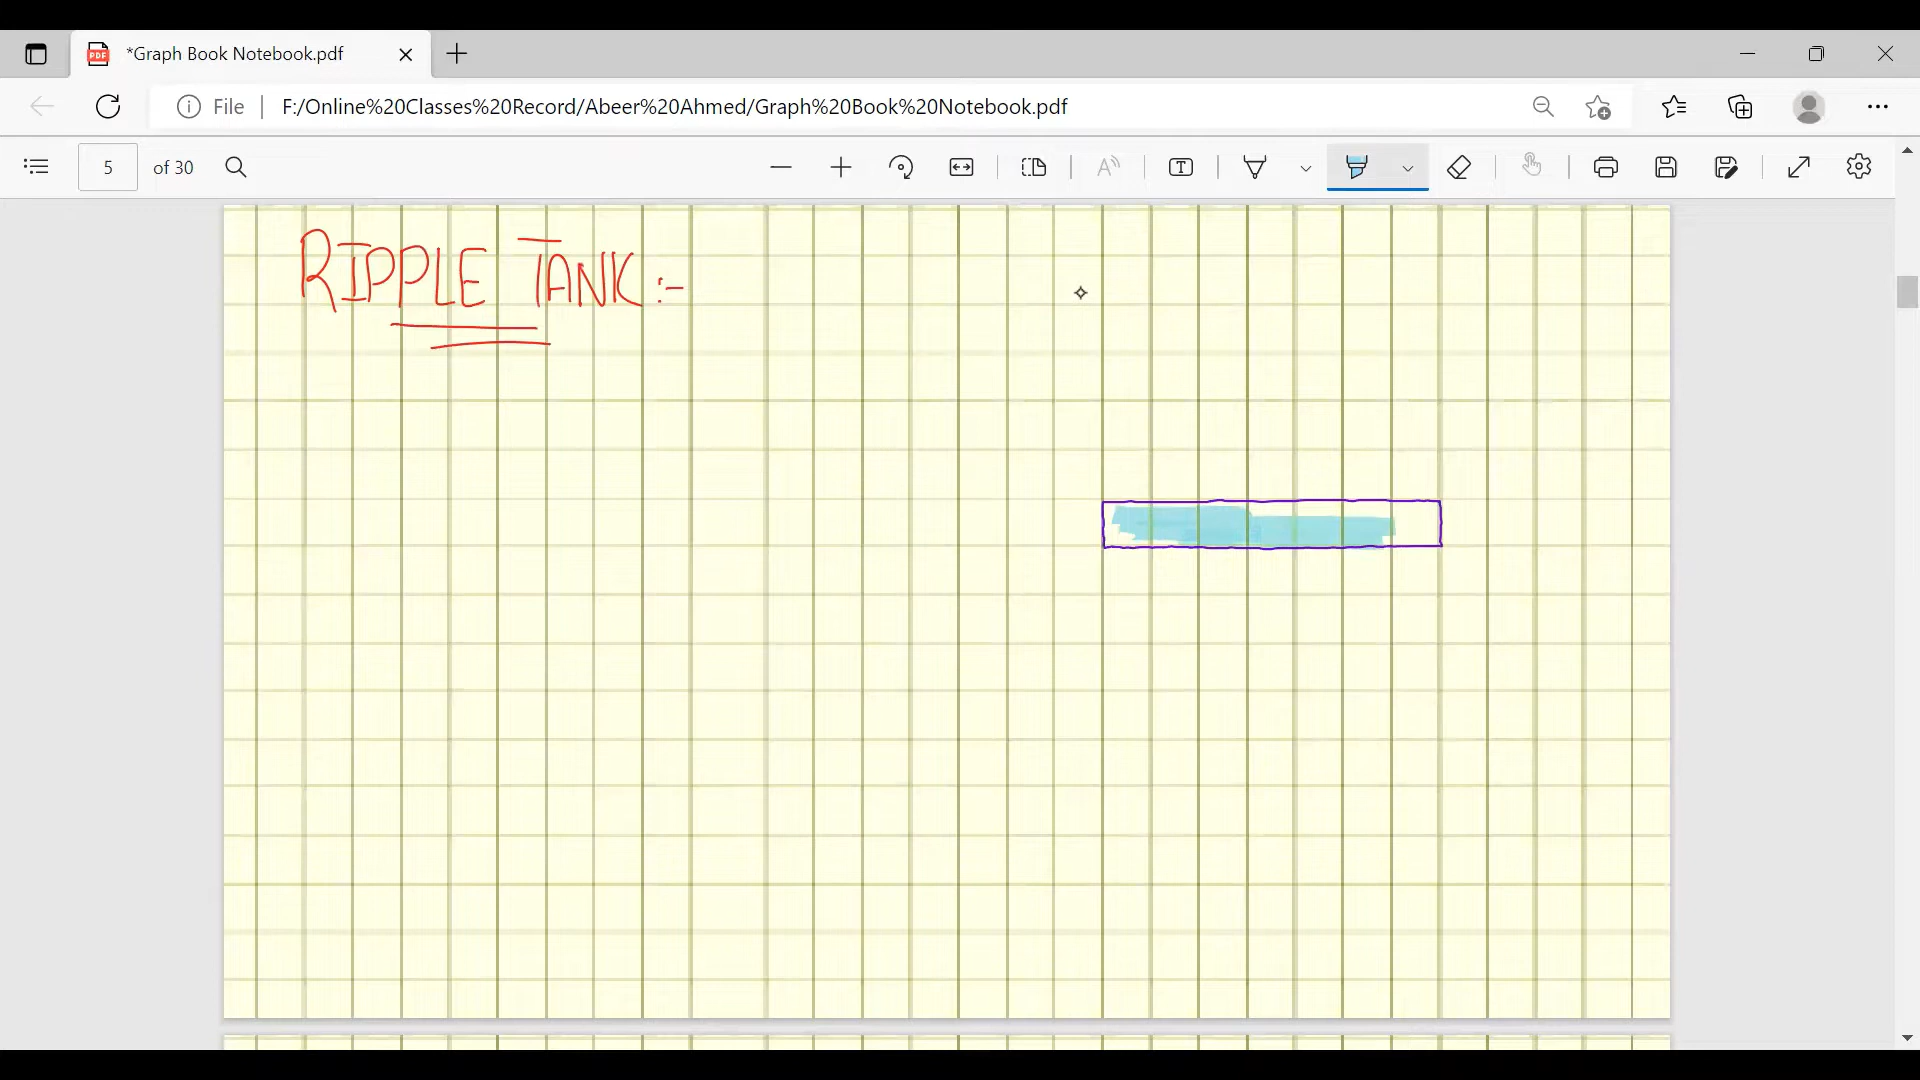 *Graph Book Notebook.pdf
File F:/Online%20Classes%20Record/Abeer%20Ahmed/Graph%20Book%20Notebook.pdf
5 of 30
RIPPLE TANK:-